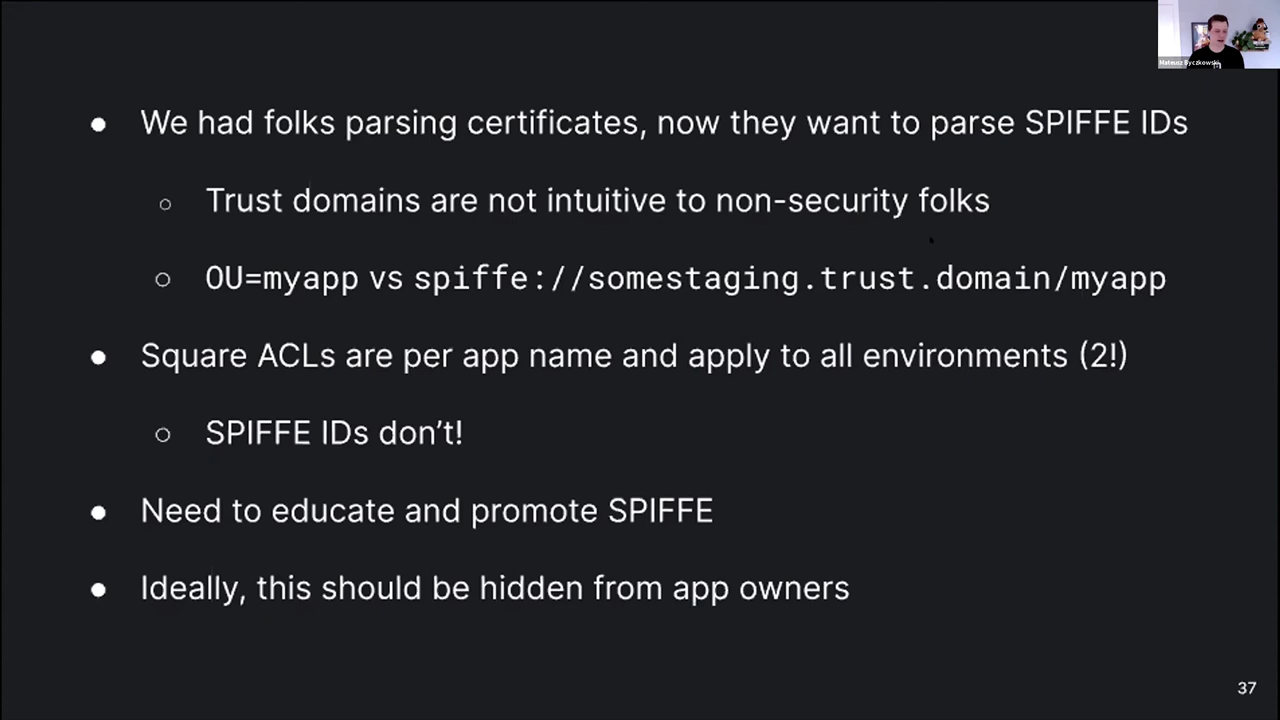 Mateusz Byczkowski
● We had folks parsing certificates, now they want to parse SPIFFE IDs
○ Trust domains are not intuitive to non-security folks
○ OU=myapp vs spiffe://somestaging.trust.domain/myapp
● Square ACLs are per app name and apply to all environments (2!)
○ SPIFFE IDs don’t!
● Need to educate and promote SPIFFE
● Ideally, this should be hidden from app owners
37